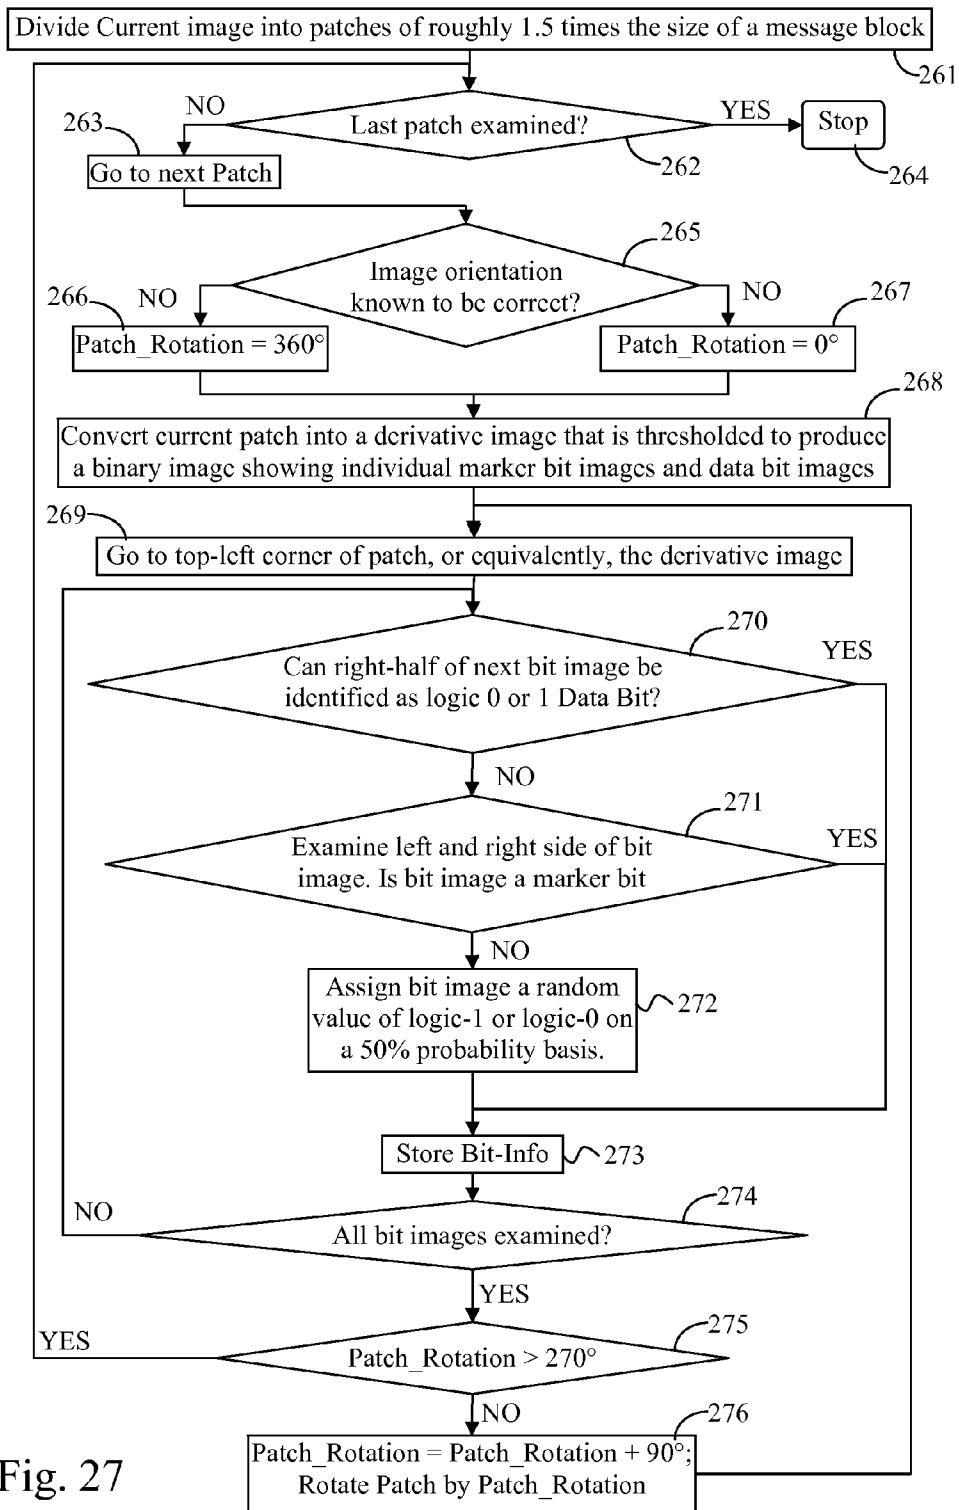 Divide Current image into patches of roughly 1.5 times the size of a message block
261
NO
YES
263
Last patch examined?
Stop
262
264
Go to next Patch
265
Image orientation
known to be correct?
266
NO
NO
267
Patch_Rotation = 360°
Patch_Rotation = 0°
268
Convert current patch into a derivative image that is thresholded to produce
a binary image showing individual marker bit images and data bit images
269
Go to top-left corner of patch, or equivalently, the derivative image
270
YES
Can right-half of next bit image be
identified as logic 0 or 1 Data Bit?
NO
271
YES
Examine left and right side of bit
image. Is bit image a marker bit
NO
Assign bit image a random
value of logic-1 or logic-0 on
a 50% probability basis.
272
Store Bit-Info
273
274
NO
All bit images examined?
YES
275
YES
Patch_Rotation > 270°
NO
276
Patch_Rotation = Patch_Rotation + 90°;
Rotate Patch by Patch_Rotation
Fig. 27